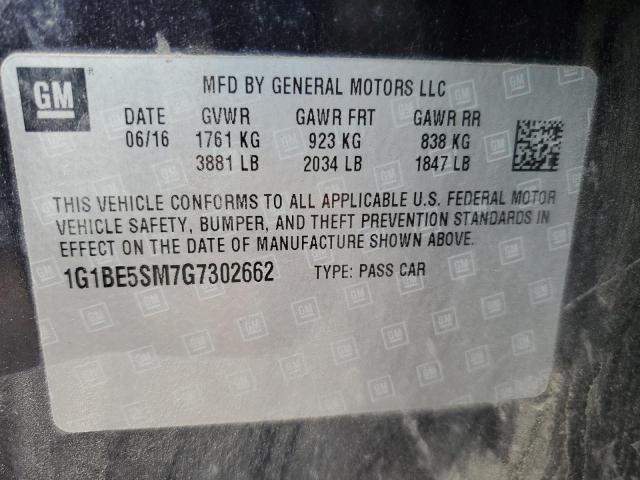 GM ®
MFD BY GENERAL MOTORS LLC
DATE GVWR GAWR FRT GAWR RR
06/16 1761 KG 923 KG 838 KG
3881 LB 2034 LB 1847 LB
THIS VEHICLE CONFORMS TO ALL APPLICABLE U.S. FEDERAL MOTOR
VEHICLE SAFETY, BUMPER, AND THEFT PREVENTION STANDARDS IN
EFFECT ON THE DATE OF MANUFACTURE SHOWN ABOVE.
1G1BE5SM7G7302662 TYPE: PASS CAR